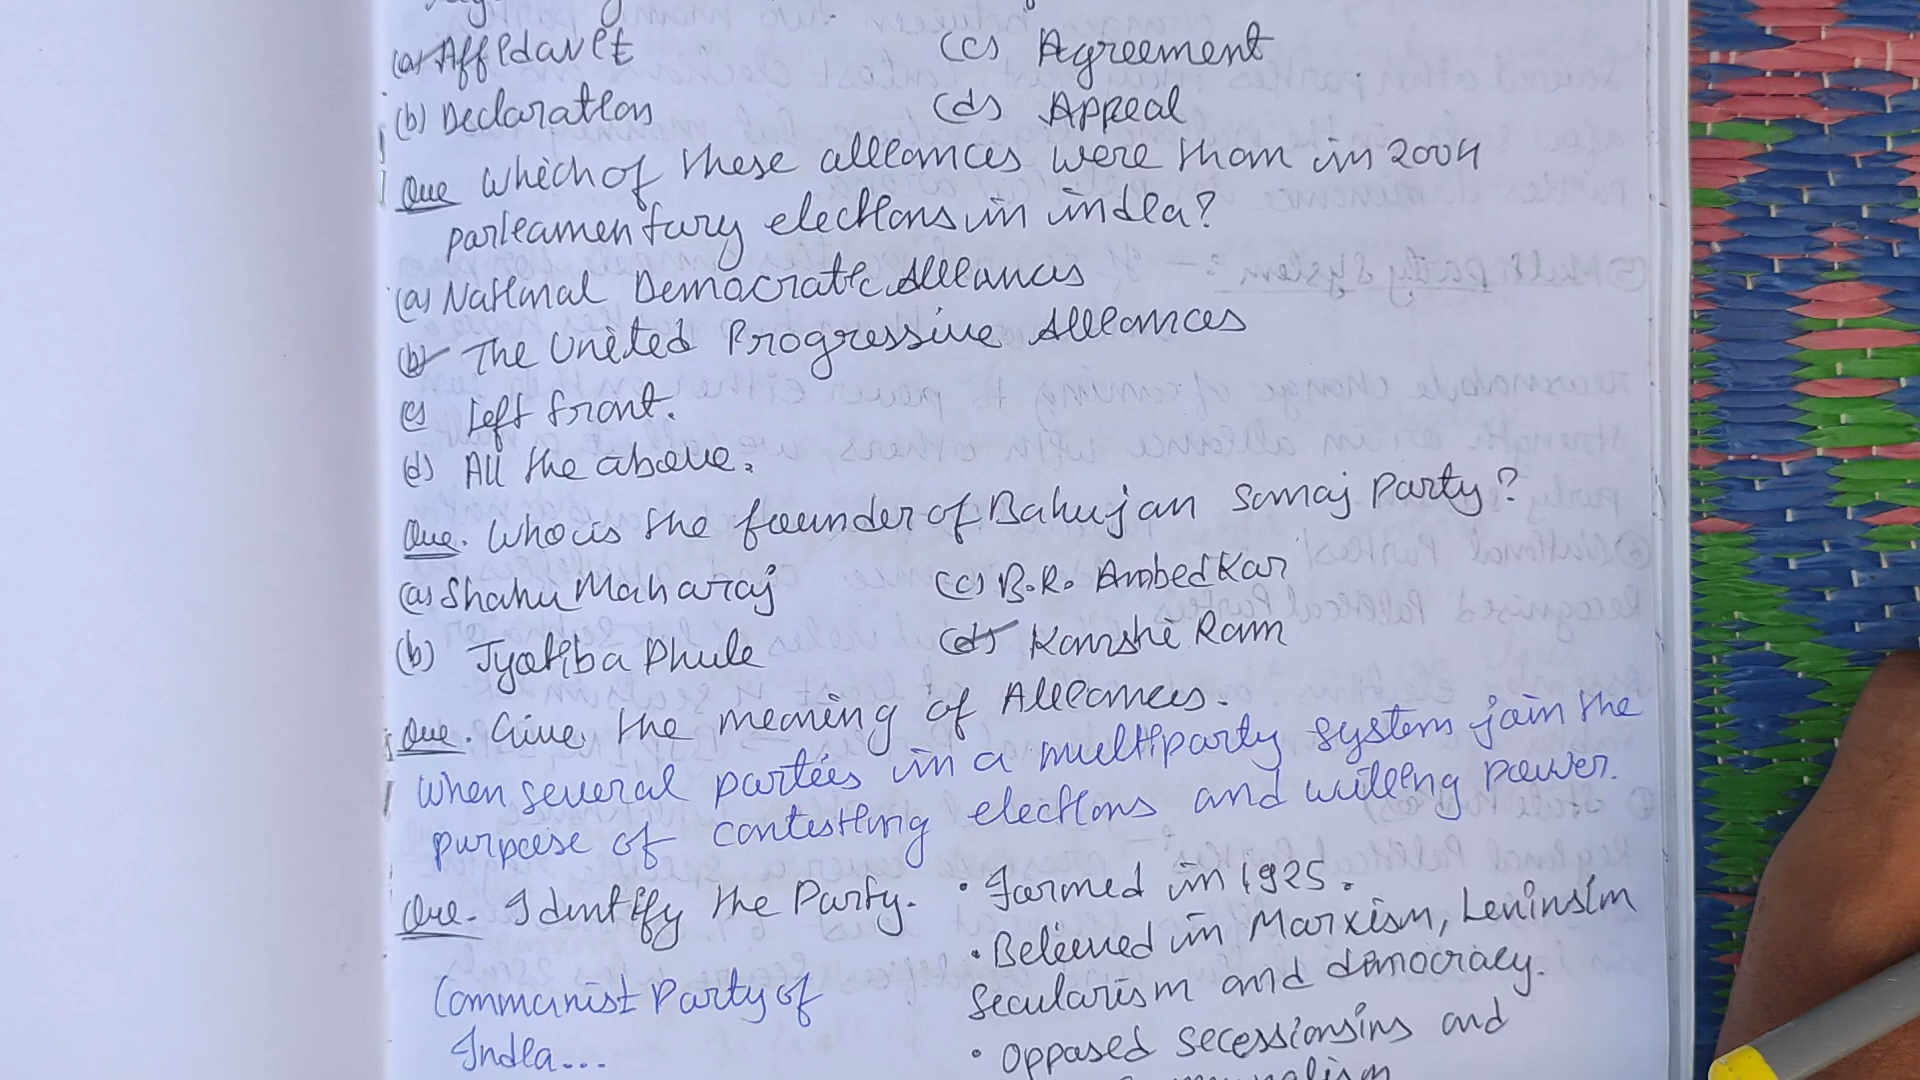 (a) Affidavit (c) Agreement
(b) Declaration (d) Appeal
Que Which of these alliances were tham in 2004
parliamentury elections in india?
(a) National Democratic Alliances
(b) The United Progressive Alliances
(c) Left front.
(d) All the above.
Que. Who is the founder of Bahujan Samaj Party?
(a) Shahu Maharaj (c) B.R. Ambedkar
(b) Jyotiba Phule (d) Kanshi Ram
Que. Give the meaning of Alliances.
When several parties in a multiparty system join the
purpose of contesting elections and willing power.
Que. Identify the Party. • Formed in 1925.
• Believed in Marxism, Leninsim
Communist Party of secularism and democracy.
India... • Opposed secessionsins and